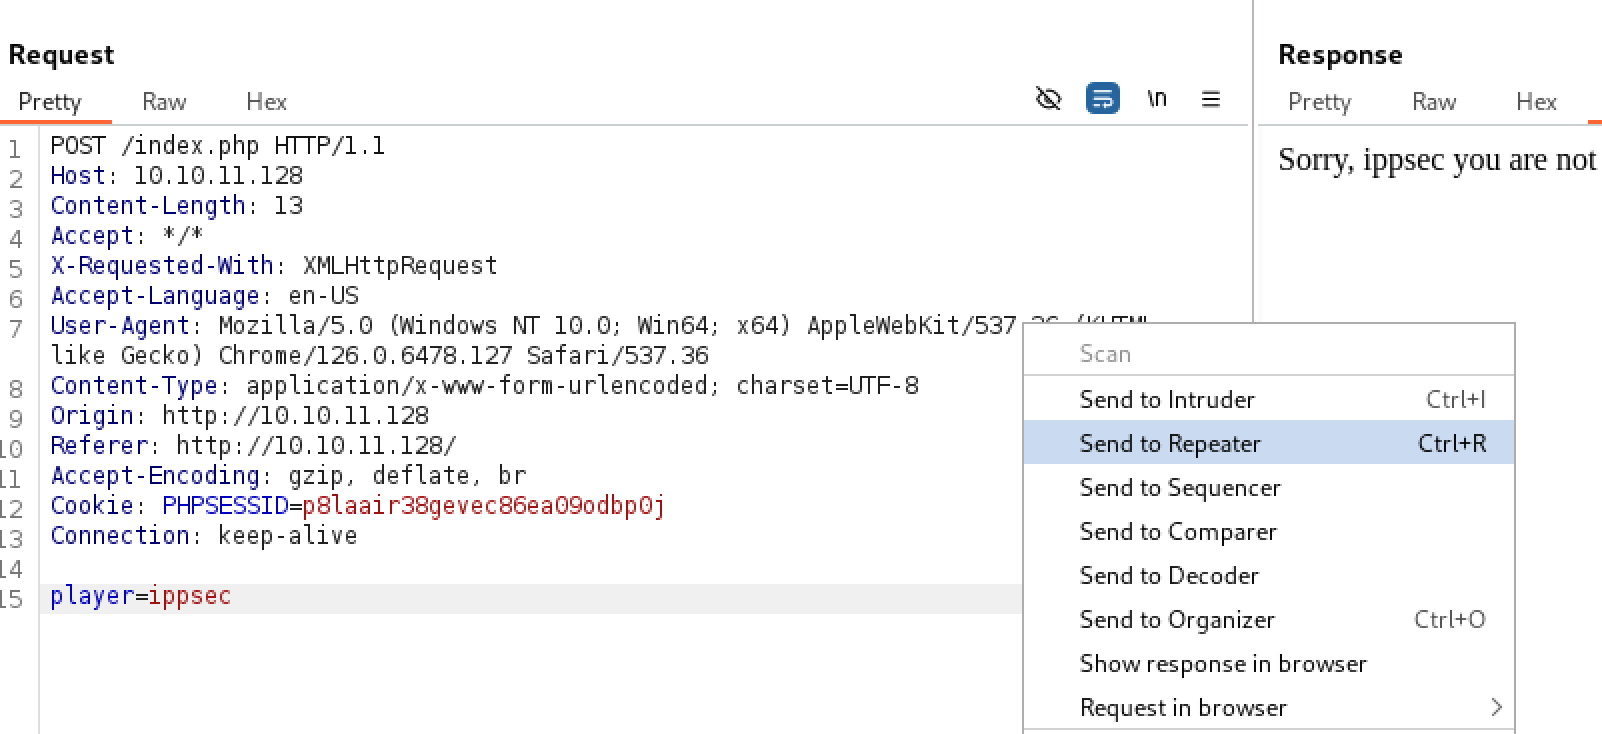 Request
Pretty Raw Hex \n
1 POST /index.php HTTP/1.1
2 Host: 10.10.11.128
3 Content-Length: 13
4 Accept: */*
5 X-Requested-With: XMLHttpRequest
6 Accept-Language: en-US
7 User-Agent: Mozilla/5.0 (Windows NT 10.0; Win64; x64) AppleWebKit/537.36 (KHTML
like Gecko) Chrome/126.0.6478.127 Safari/537.36
8 Content-Type: application/x-www-form-urlencoded; charset=UTF-8
9 Origin: http://10.10.11.128
10 Referer: http://10.10.11.128/
11 Accept-Encoding: gzip, deflate, br
12 Cookie: PHPSESSID=p8laair38gevec86ea09odbp0j
13 Connection: keep-alive
14
15 player=ippsec
Response
Pretty Raw Hex
Sorry, ippsec you are not
Scan
Send to Intruder Ctrl+I
Send to Repeater Ctrl+R
Send to Sequencer
Send to Comparer
Send to Decoder
Send to Organizer Ctrl+O
Show response in browser
Request in browser